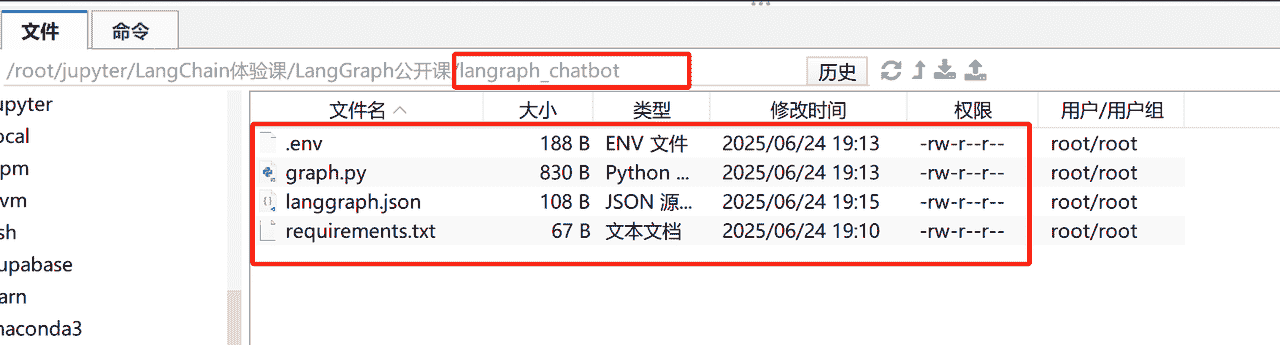 文件 命令
/root/jupyter/LangChain体验课/LangGraph公开课/langraph_chatbot 历史
文件名 大小 类型 修改时间 权限 用户/用户组
.env 188 B ENV 文件 2025/06/24 19:13 -rw-r--r-- root/root
graph.py 830 B Python ... 2025/06/24 19:13 -rw-r--r-- root/root
langgraph.json 108 B JSON 源... 2025/06/24 19:15 -rw-r--r-- root/root
requirements.txt 67 B 文本文档 2025/06/24 19:10 -rw-r--r-- root/root
upyter
ocal
pm
vm
sh
upabase
arn
naconda3